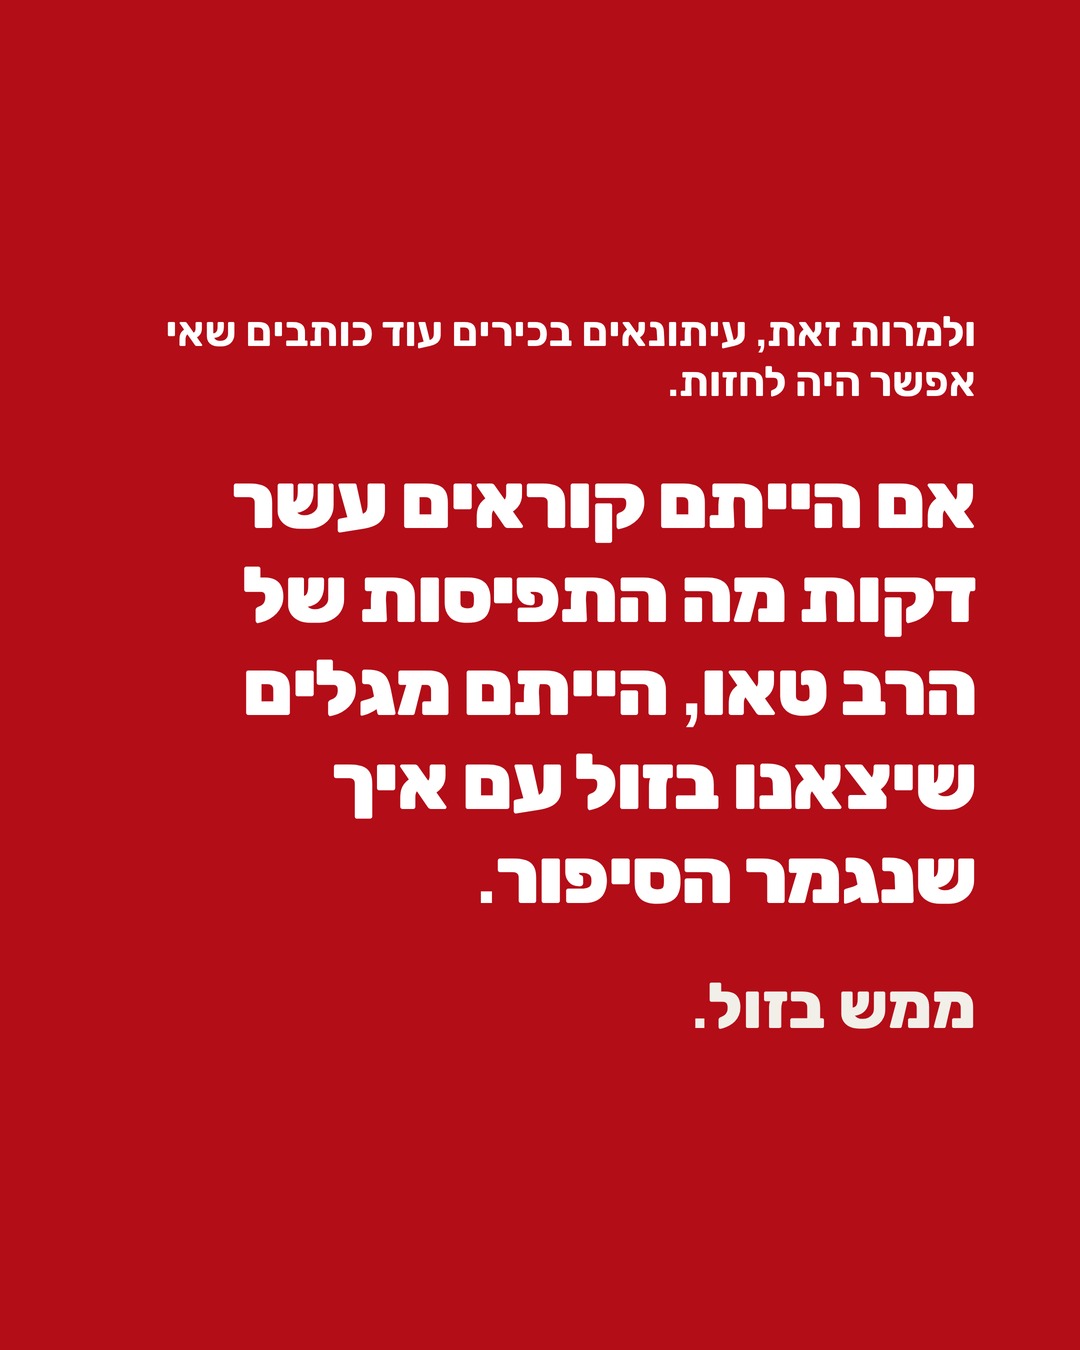 ולמרות זאת, עיתונאים בכירים עוד כותבים שאי
אפשר היה לחזות.
אם הייתם קוראים עשר
דקות מה התפיסות של
הרב טאו, הייתם מגלים
שיצאנו בזול עם איך
שנגמר הסיפור.
ממש בזול.